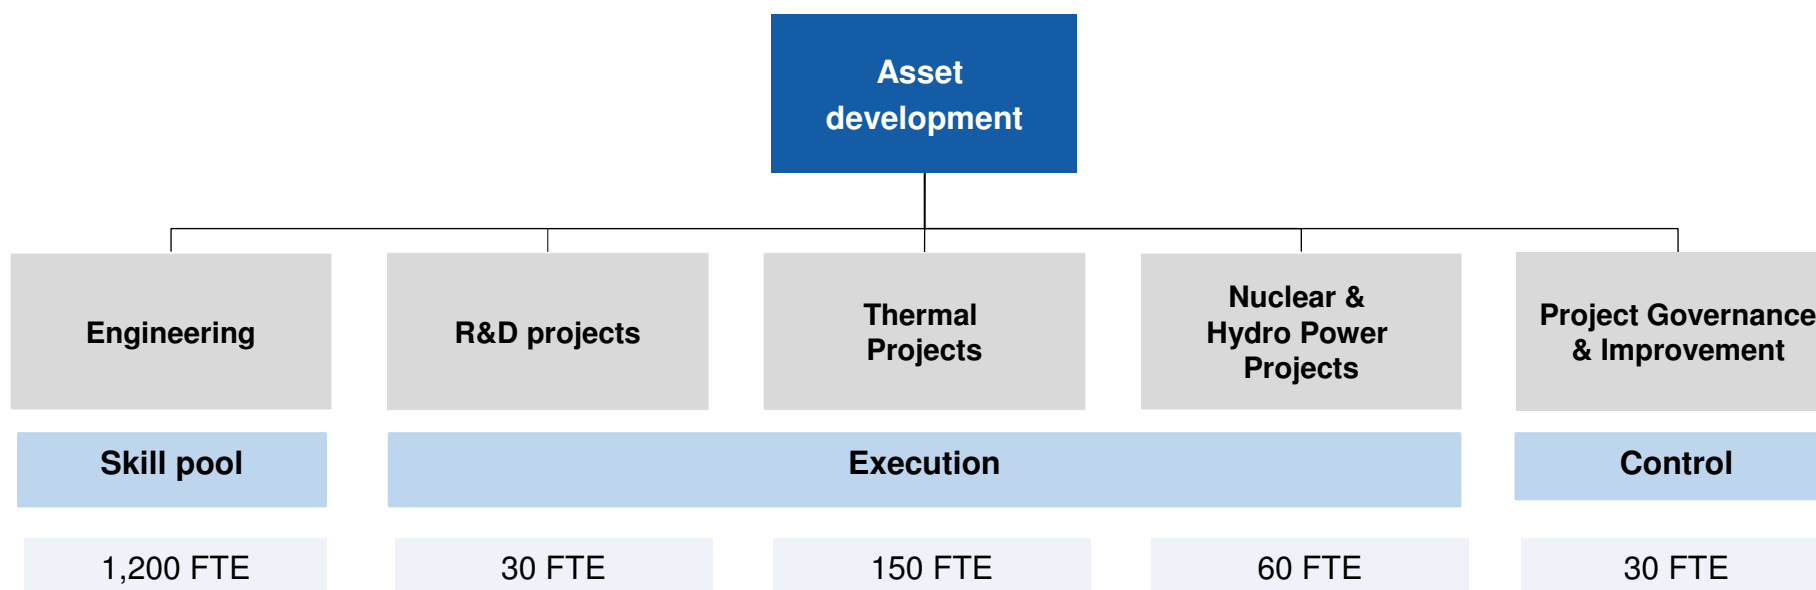 Asset
development
Engineering
R&D projects
Thermal
Projects
Nuclear &
Hydro Power
Projects
Project Governance
& Improvement
Skill pool
Execution
Control
1,200 FTE
30 FTE
150 FTE
60 FTE
30 FTE